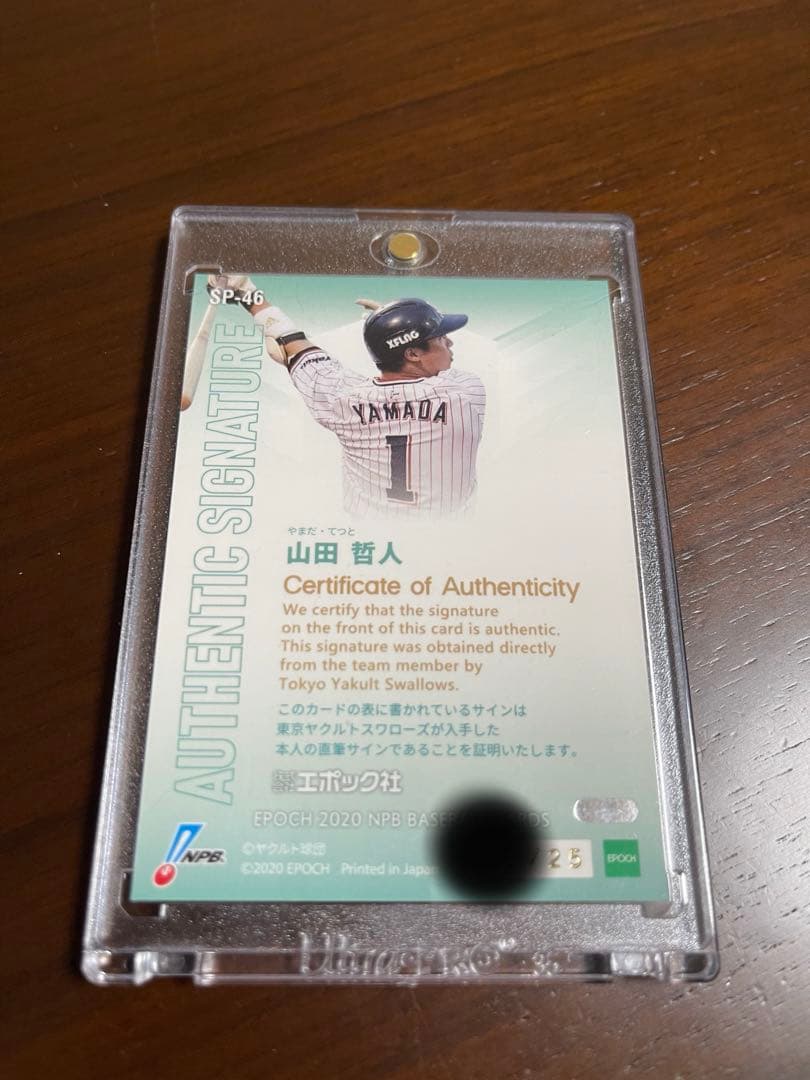 SP-46
AUTHENTIC SIGNATURE
XFLAG
YAMADA
1
やまだ・てつと
山田 哲人
Certificate of Authenticity
We certify that the signature
on the front of this card is authentic.
This signature was obtained directly
from the team member by
Tokyo Yakult Swallows.
このカードの表に書かれているサインは
東京ヤクルトスワローズが入手した
本人の直筆サインであることを証明いたします。
株式会社エポック社
EPOCH 2020 NPB BASEBALL CARDS
NPB
©ヤクルト球団
©2020 EPOCH Printed in Japan
/25
EPOCH